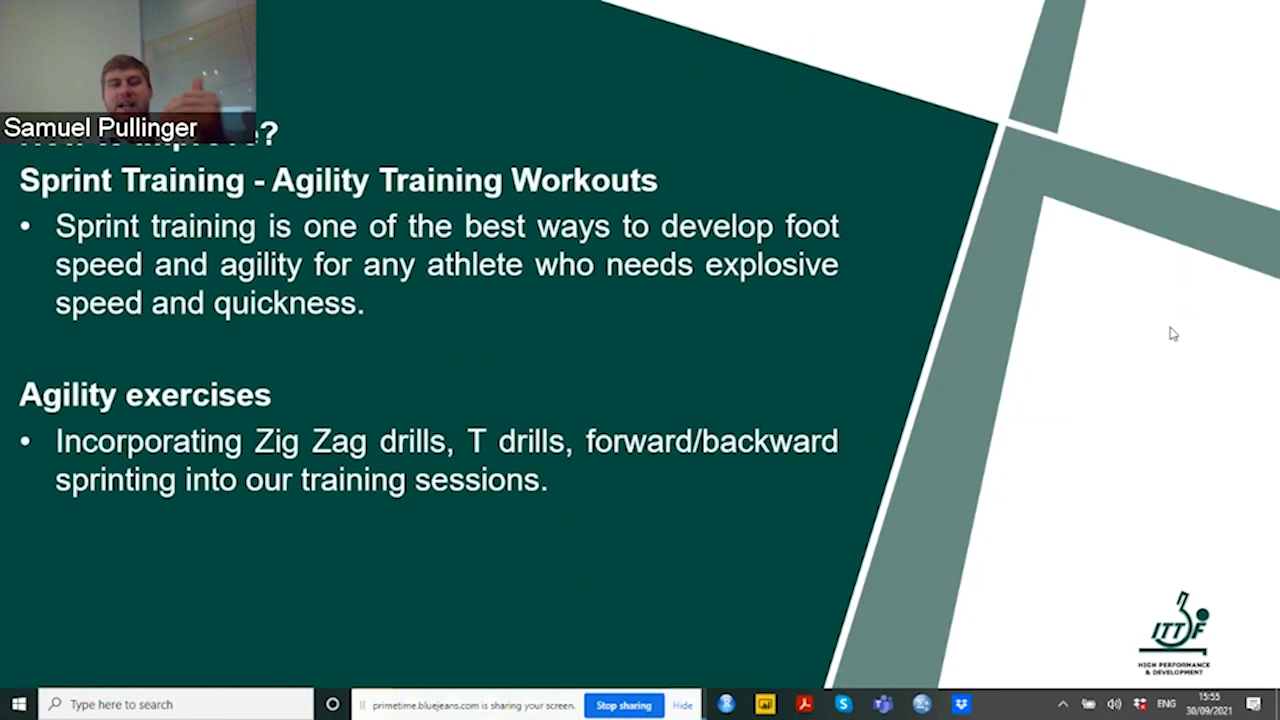 Samuel Pullinger
Sprint Training - Agility Training Workouts
• Sprint training is one of the best ways to develop foot
speed and agility for any athlete who needs explosive
speed and quickness.
Agility exercises
• Incorporating Zig Zag drills, T drills, forward/backward
sprinting into our training sessions.
ITTF
HIGH PERFORMANCE
& DEVELOPMENT
Type here to search
primetime.bluejeans.com is sharing your screen.
Stop sharing
Hide
ENG
15:55
30/09/2021